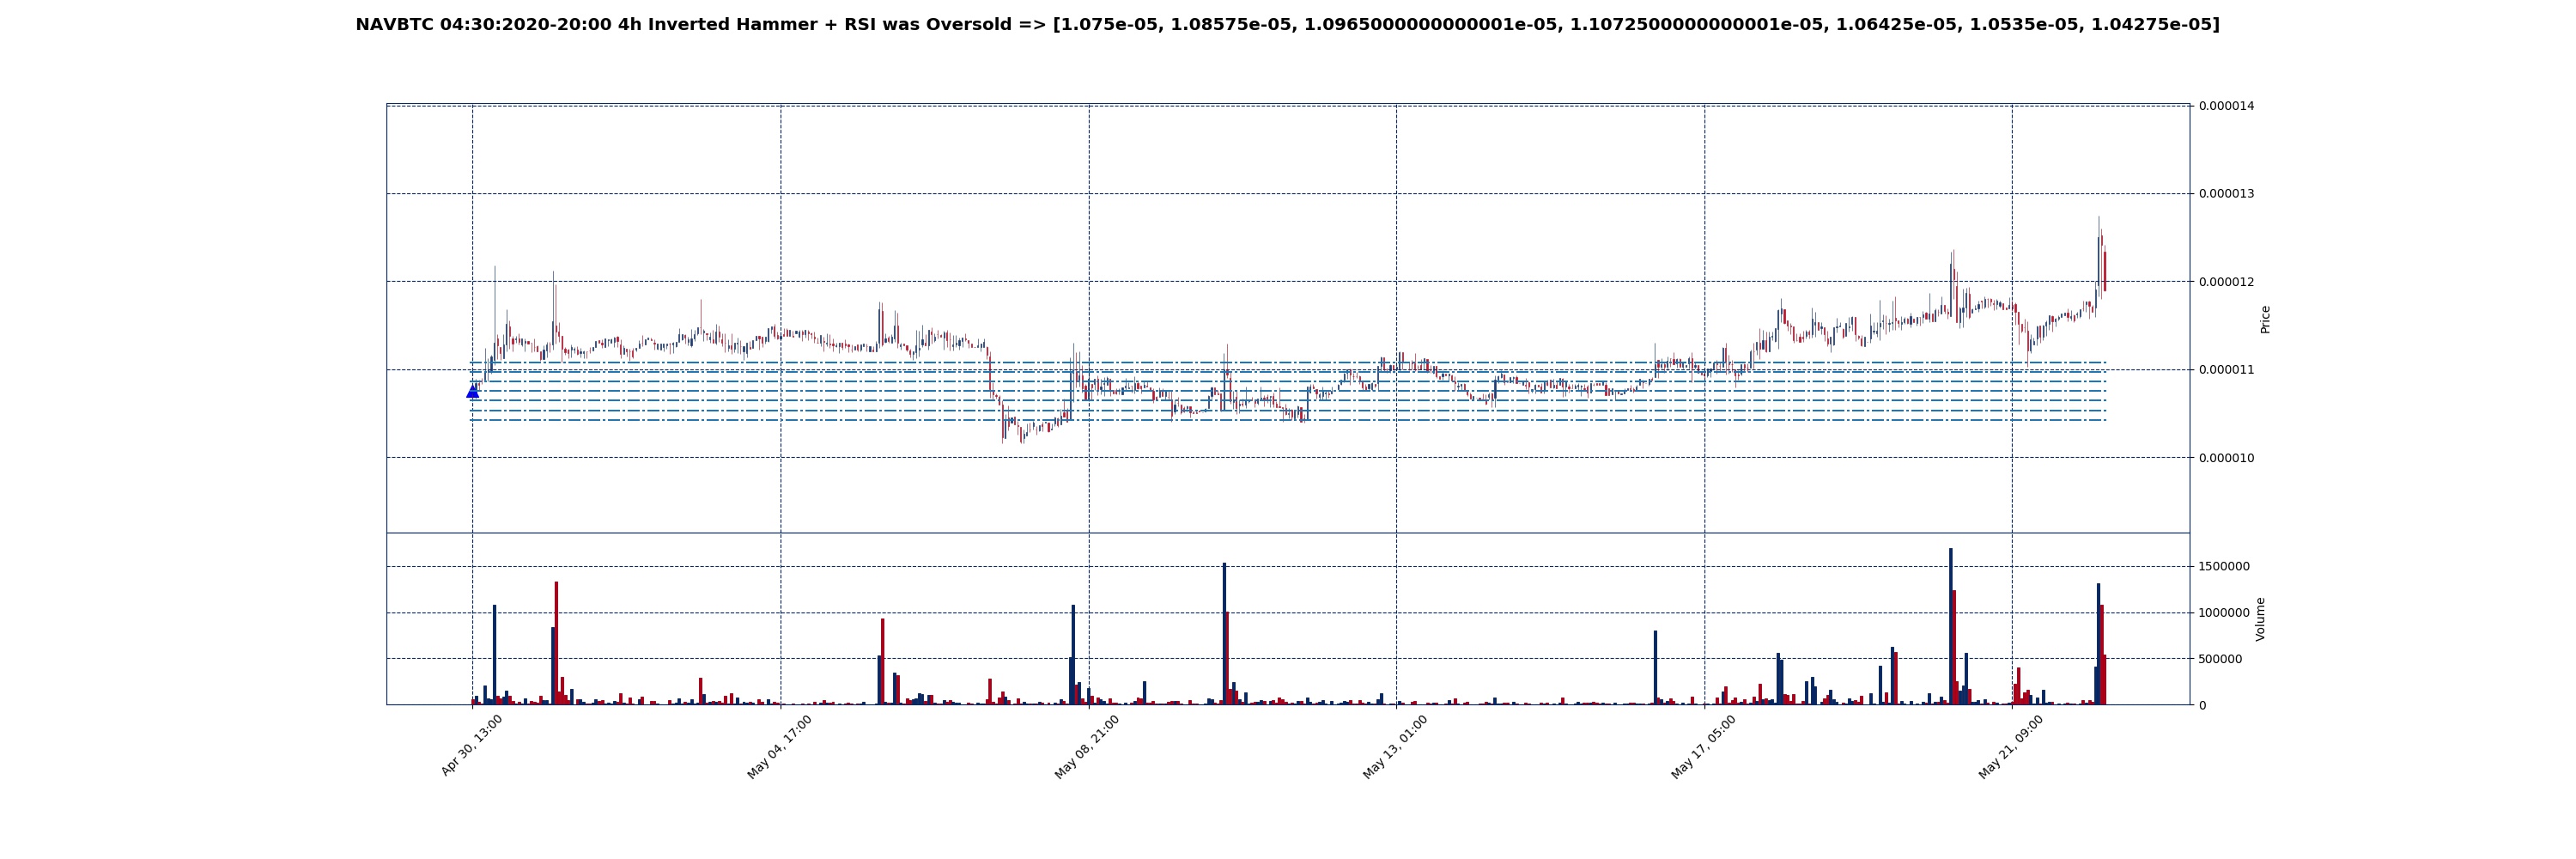 NAVBTC 04:30:2020-20:00 4h Inverted Hammer + RSI was Oversold => [1.075e-05, 1.08575e-05, 1.0965000000000001e-05, 1.1072500000000001e-05, 1.06425e-05, 1.0535e-05, 1.04275e-05]
0.000014
0.000013
0.000012
0.000011
0.000010
Price
1500000
1000000
500000
0
Volume
Apr 30, 13:00
May 04, 17:00
May 08, 21:00
May 13, 01:00
May 17, 05:00
May 21, 09:00